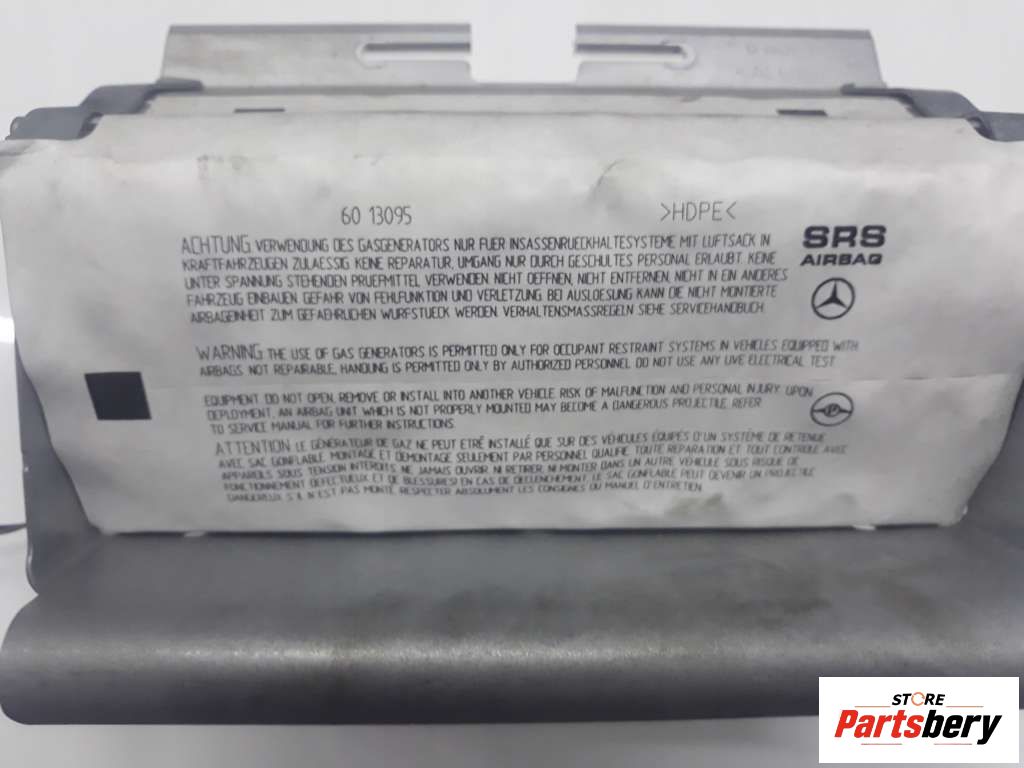 60 13095
>HDPE<
SRS
AIRBAG
ACHTUNG VERWENDUNG DES GASGENERATORS NUR FUER INSASSENRUECKHALTESYSTEME MIT LUFTSACK IN
KRAFTFAHRZEUGEN ZULAESSIG. KEINE REPARATUR, UMGANG NUR DURCH GESCHULTES PERSONAL ERLAUBT. KEINE
UNTER SPANNUNG STEHENDEN PRUEFMITTEL VERWENDEN. NICHT OEFFNEN, NICHT ENTFERNEN, NICHT IN EIN ANDERES
FAHRZEUG EINBAUEN. GEFAHR VON FEHLFUNKTION UND VERLETZUNG. BEI AUSLOESUNG KANN DIE NICHT MONTIERTE
AIRBAGEINHEIT ZUM GEFAEHRLICHEN WURFSTUECK WERDEN. VERHALTENSMASSREGELN SIEHE SERVICEHANDBUCH.
WARNING THE USE OF GAS GENERATORS IS PERMITTED ONLY FOR OCCUPANT RESTRAINT SYSTEMS IN VEHICLES EQUIPPED WITH
AIRBAGS. NOT REPAIRABLE, HANDLING IS PERMITTED ONLY BY AUTHORIZED PERSONNEL. DO NOT USE ANY LIVE ELECTRICAL TEST
EQUIPMENT. DO NOT OPEN, REMOVE OR INSTALL INTO ANOTHER VEHICLE. RISK OF MALFUNCTION AND PERSONAL INJURY. UPON
DEPLOYMENT, AN AIRBAG UNIT WHICH IS NOT PROPERLY MOUNTED MAY BECOME A DANGEROUS PROJECTILE. REFER
TO SERVICE MANUAL FOR FURTHER INSTRUCTIONS.
ATTENTION LE GÉNÉRATEUR DE GAZ NE PEUT ETRÉ INSTALLÉ QUE SUR DES VÉHICULES ÉQUIPÉS D'UN SYSTÈME DE RETENUE
AVEC SAC GONFLABLE. MONTAGE ET DÉMONTAGE SEULEMENT PAR PERSONNEL QUALIFIÉ. TOUTE RÉPARATION ET TOUT CONTRÔLE AVEC
APPAREILS SOUS TENSION INTERDITS. NE JAMAIS OUVRIR NI RETIRER, NI MONTER DANS UN AUTRE VÉHICULE SOUS RISQUE DE
FONCTIONNEMENT DÉFECTUEUX ET DE BLESSURES! EN CAS DE DÉCLENCHEMENT, LE SAC GONFLABLE PEUT DEVENIR UN PROJECTILE
DANGEREUX S'IL N'EST PAS MONTÉ. RESPECTER ABSOLUMENT LES CONSIGNES DU MANUEL D'ENTRETIEN.
STORE
Partsbery